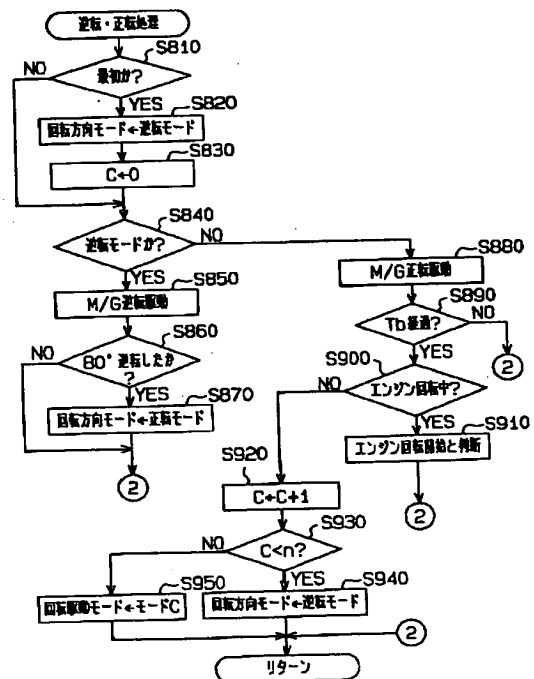 逆転・正転処理
S810
最初か?
NO
YES
S820
回転方向モード←逆転モード
S830
C←0
S840
逆転モードか?
NO
YES
S850
M/G逆転駆動
S860
80°逆転したか
?
NO
YES
S870
回転方向モード←正転モード
2
S880
M/G正転駆動
S890
Tb経過?
NO
YES
2
S900
エンジン回転中?
NO
YES
S910
エンジン回転開始と判断
2
S920
C←C+1
S930
C<n?
NO
YES
S950
回転駆動モード←モードC
S940
回転方向モード←逆転モード
2
リターン